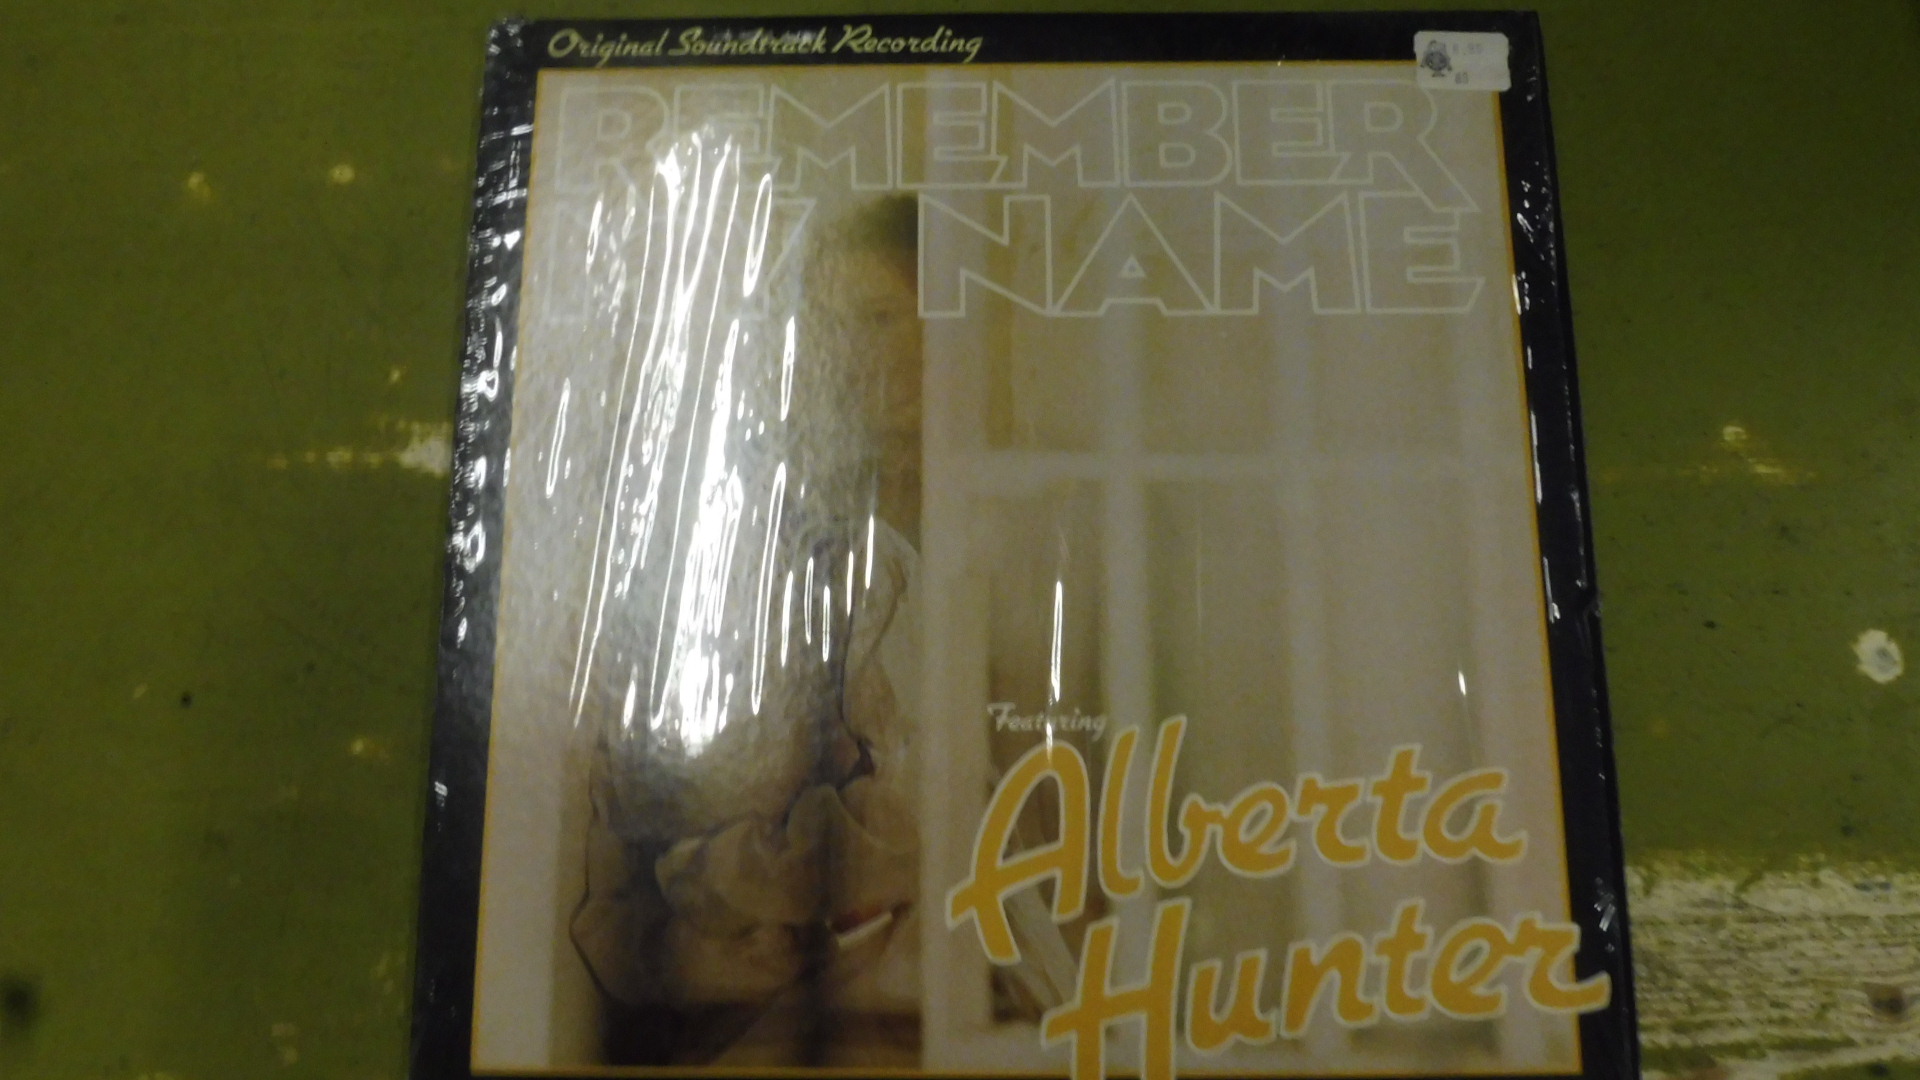 Original Soundtrack Recording
REMEMBER
MY NAME
Featuring
Alberta
Hunter